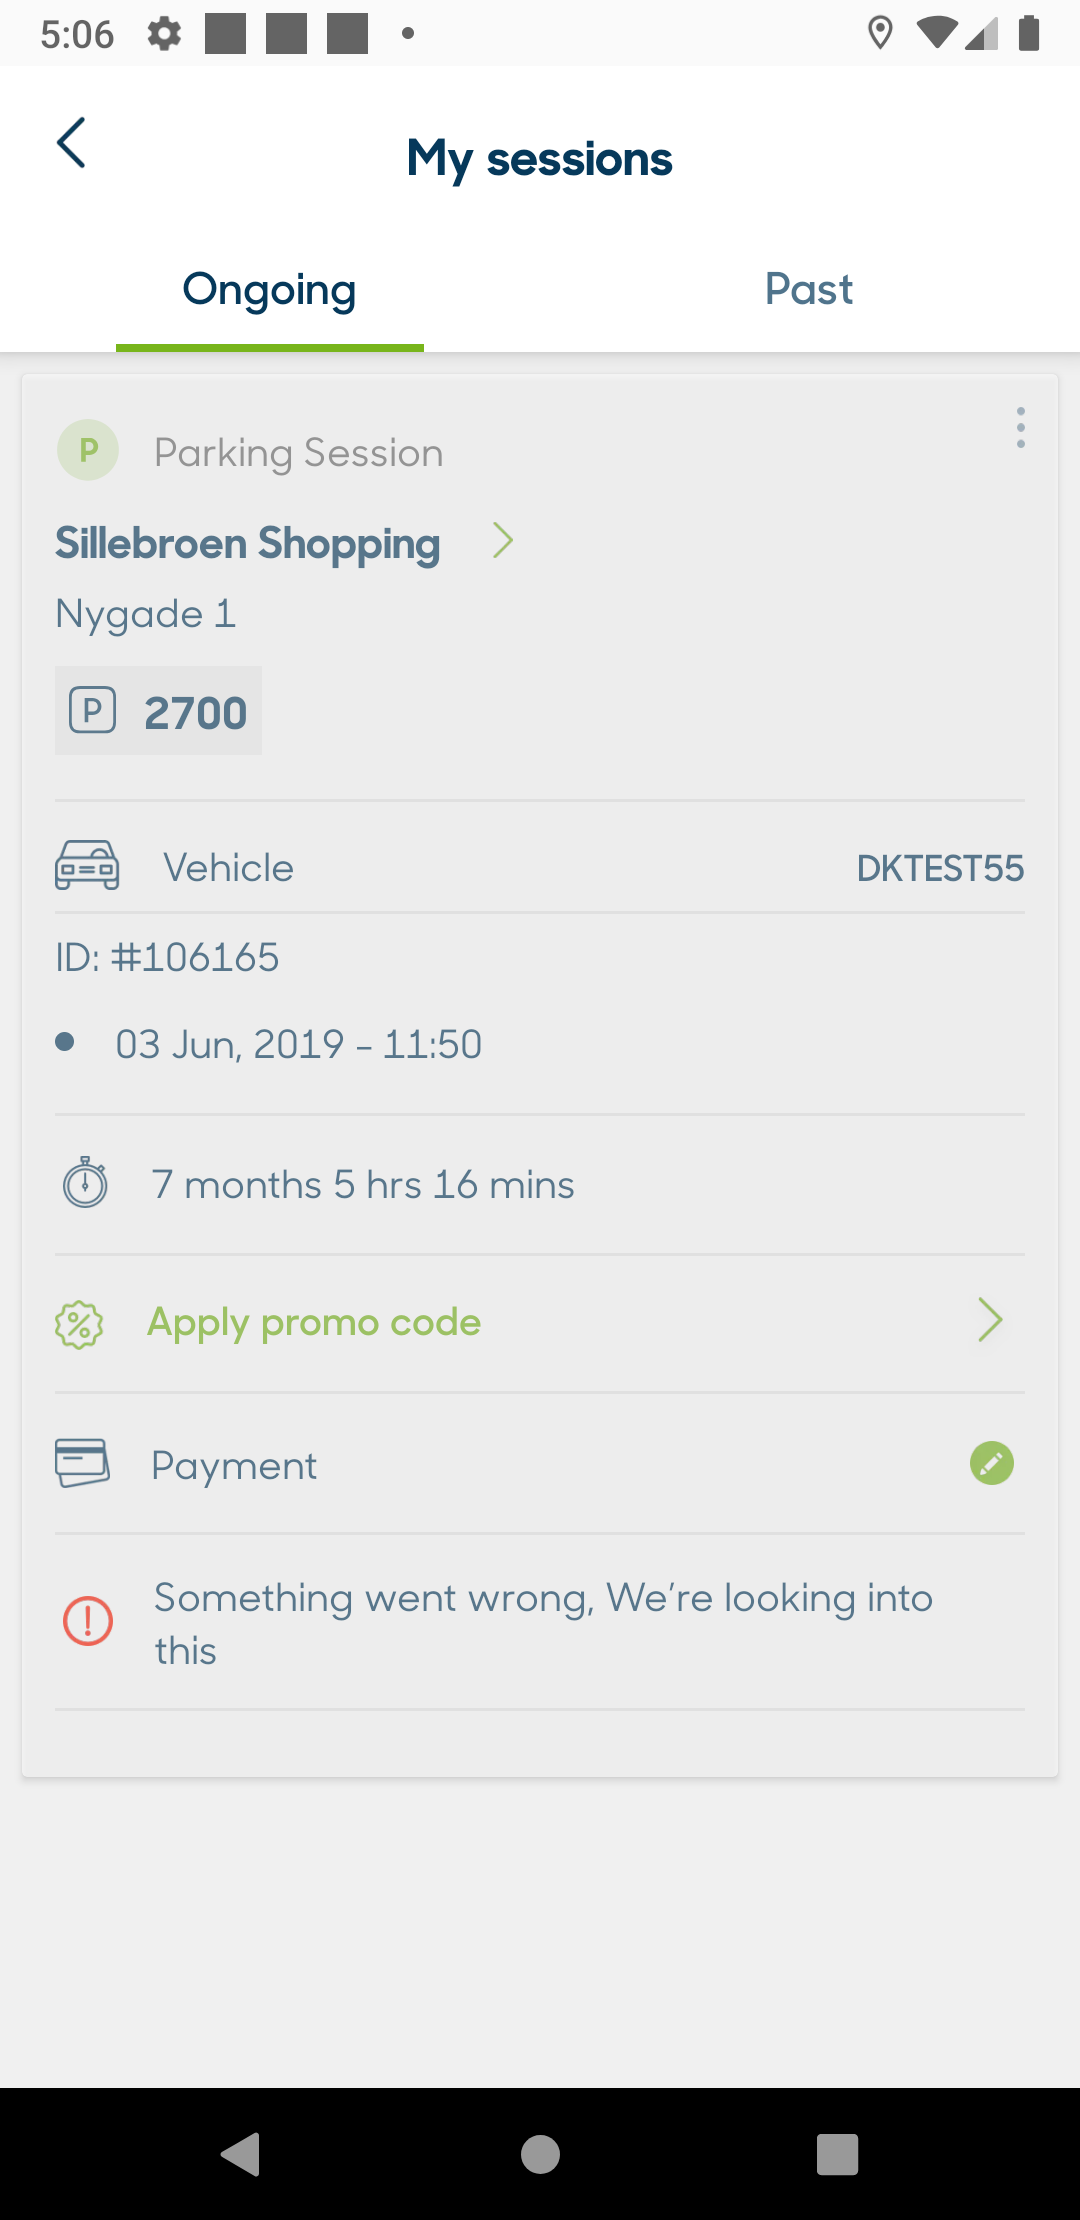 5:06
My sessions
Ongoing
Past
P
Parking Session
Sillebroen Shopping
Nygade 1
P 2700
Vehicle
DKTEST55
ID: #106165
03 Jun, 2019 - 11:50
7 months 5 hrs 16 mins
Apply promo code
Payment
Something went wrong, We're looking into
this